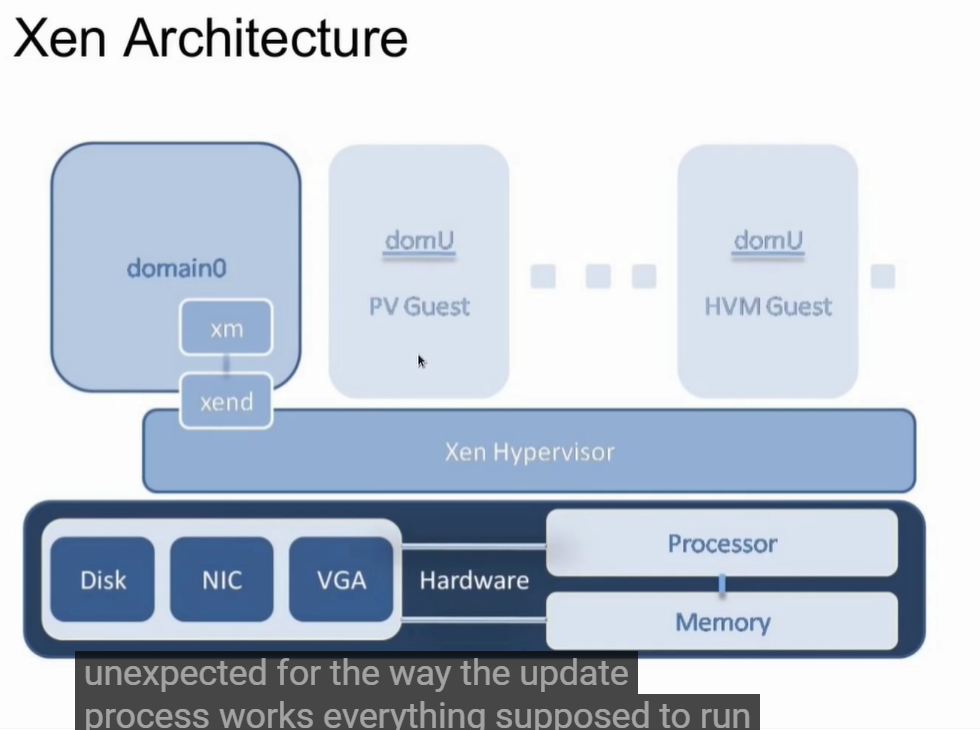 Xen Architecture
domain0
xm
xend
domU
PV Guest
domU
HVM Guest
Xen Hypervisor
Disk
NIC
VGA
Hardware
Processor
Memory
unexpected for the way the update
process works everything supposed to run